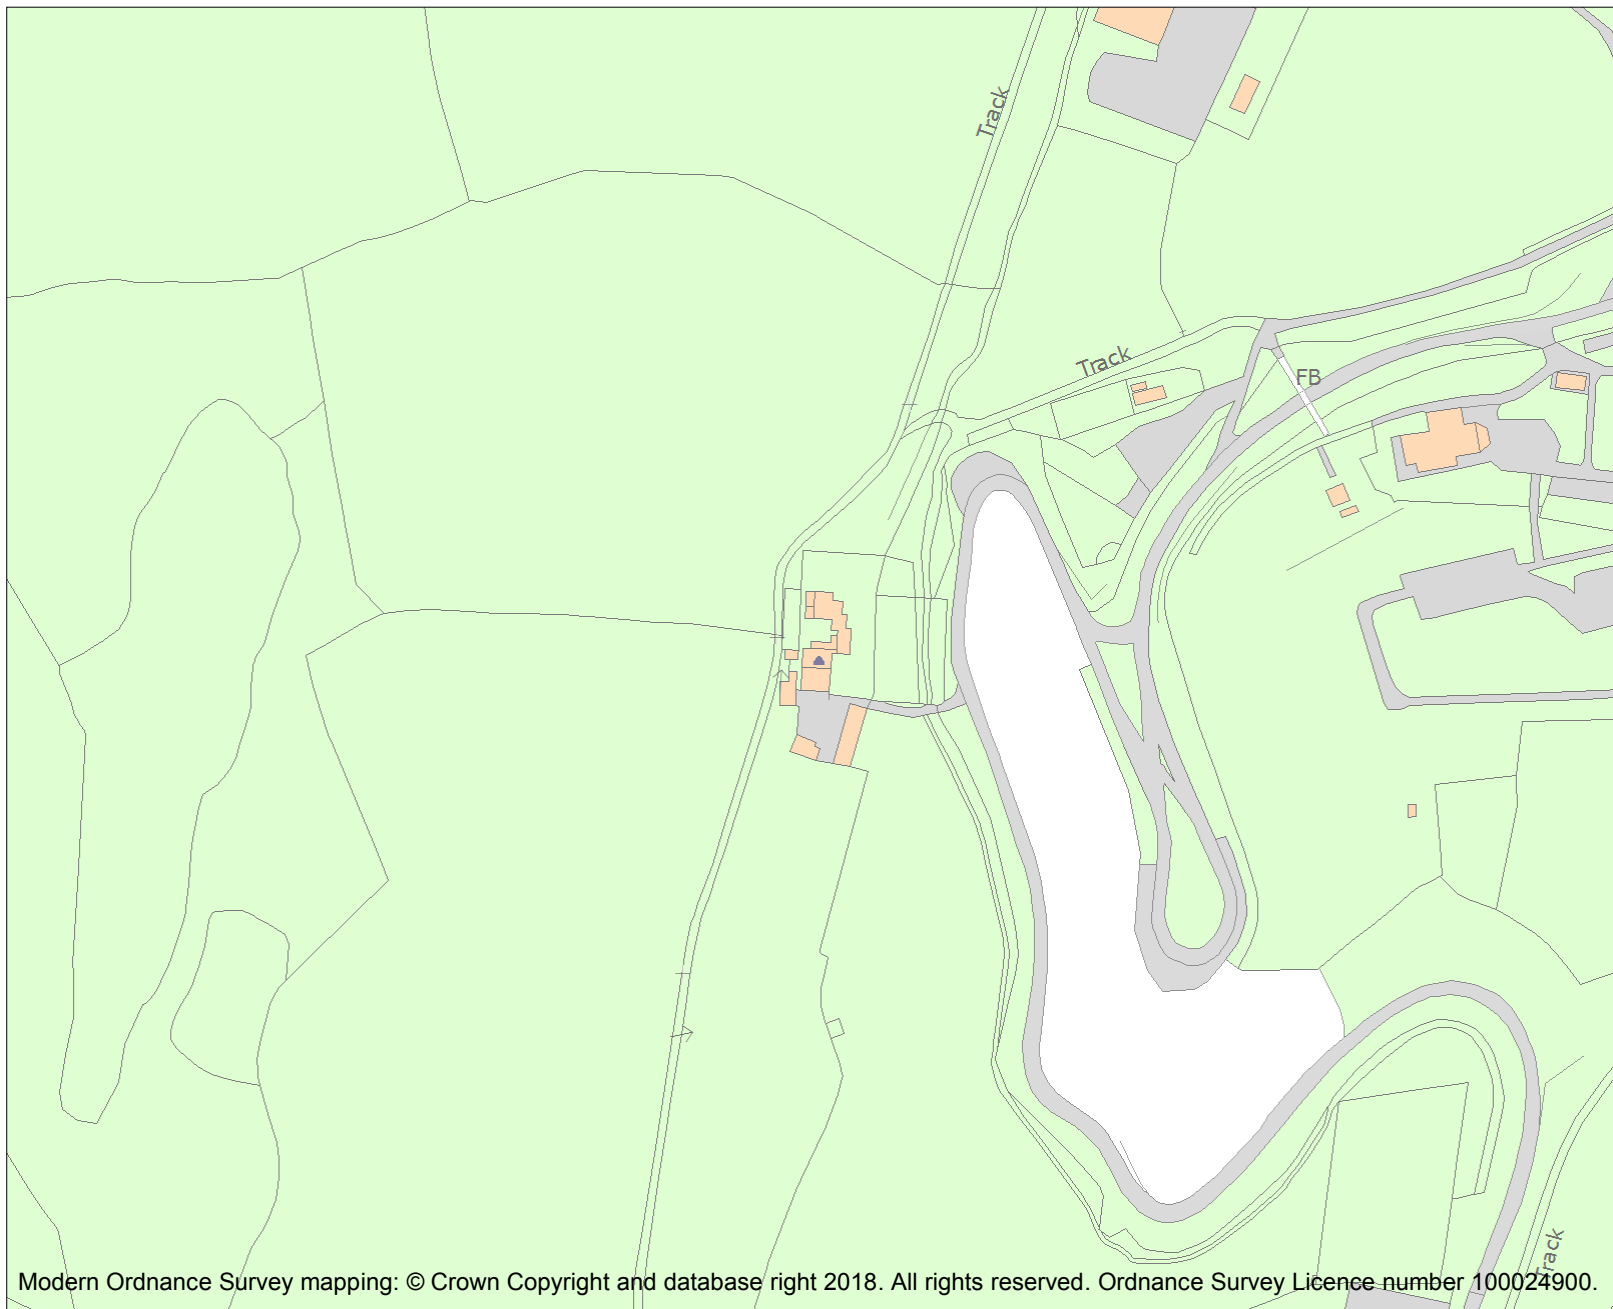 Track
Track
FB
Track
Modern Ordnance Survey mapping: © Crown Copyright and database right 2018. All rights reserved. Ordnance Survey Licence number 100024900.